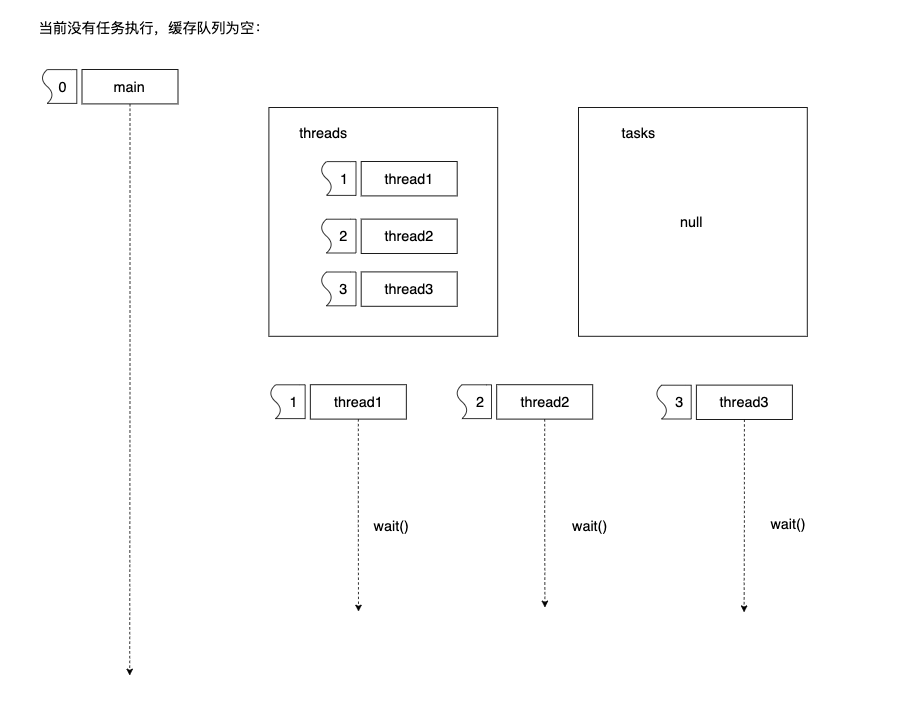 当前没有任务执行，缓存队列为空：
0 main
threads
1 thread1
2 thread2
3 thread3
tasks
null
1 thread1
2 thread2
3 thread3
wait()
wait()
wait()